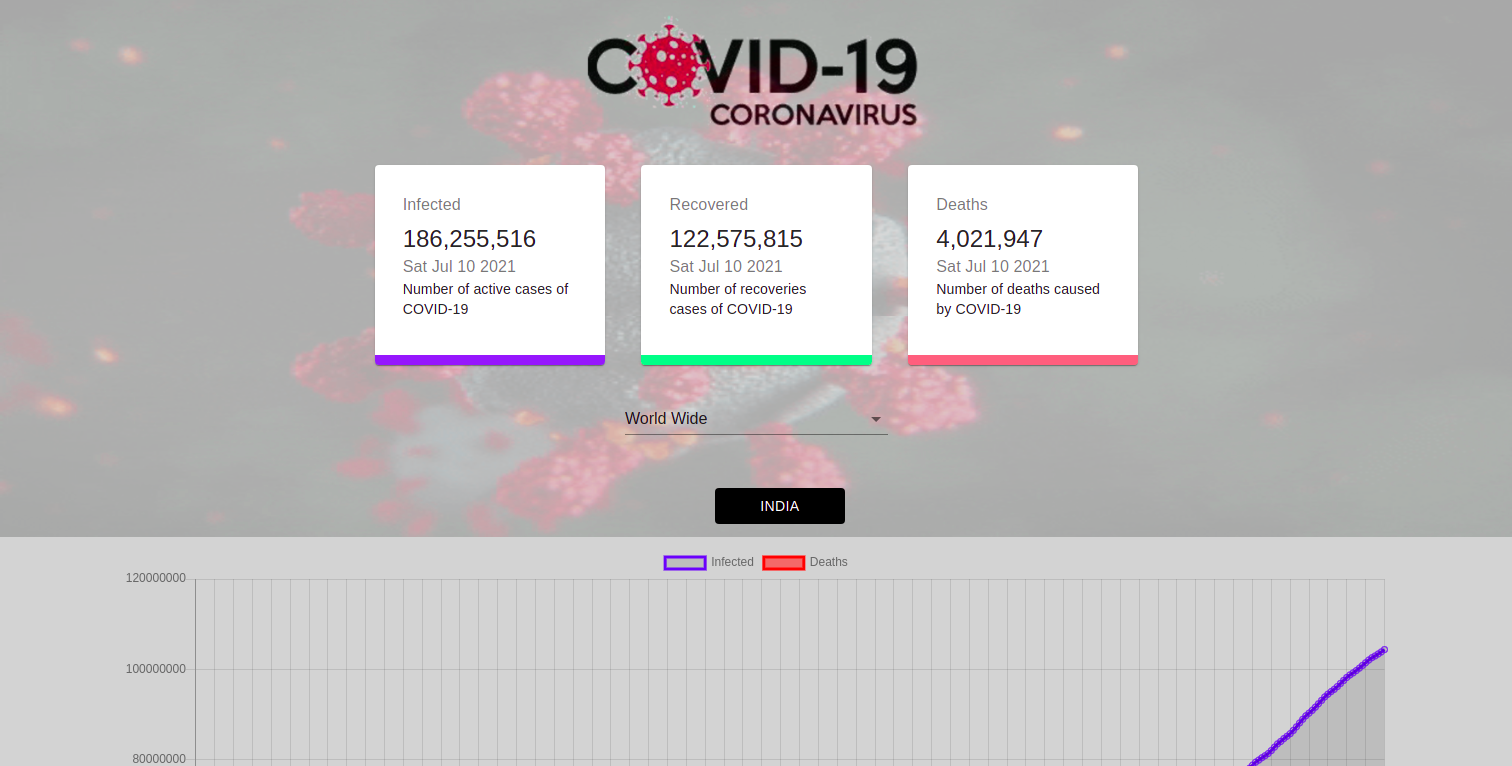 COVID-19
CORONAVIRUS
Infected
186,255,516
Sat Jul 10 2021
Number of active cases of
COVID-19
Recovered
122,575,815
Sat Jul 10 2021
Number of recoveries
cases of COVID-19
Deaths
4,021,947
Sat Jul 10 2021
Number of deaths caused
by COVID-19
World Wide
INDIA
Infected Deaths
120000000
100000000
80000000